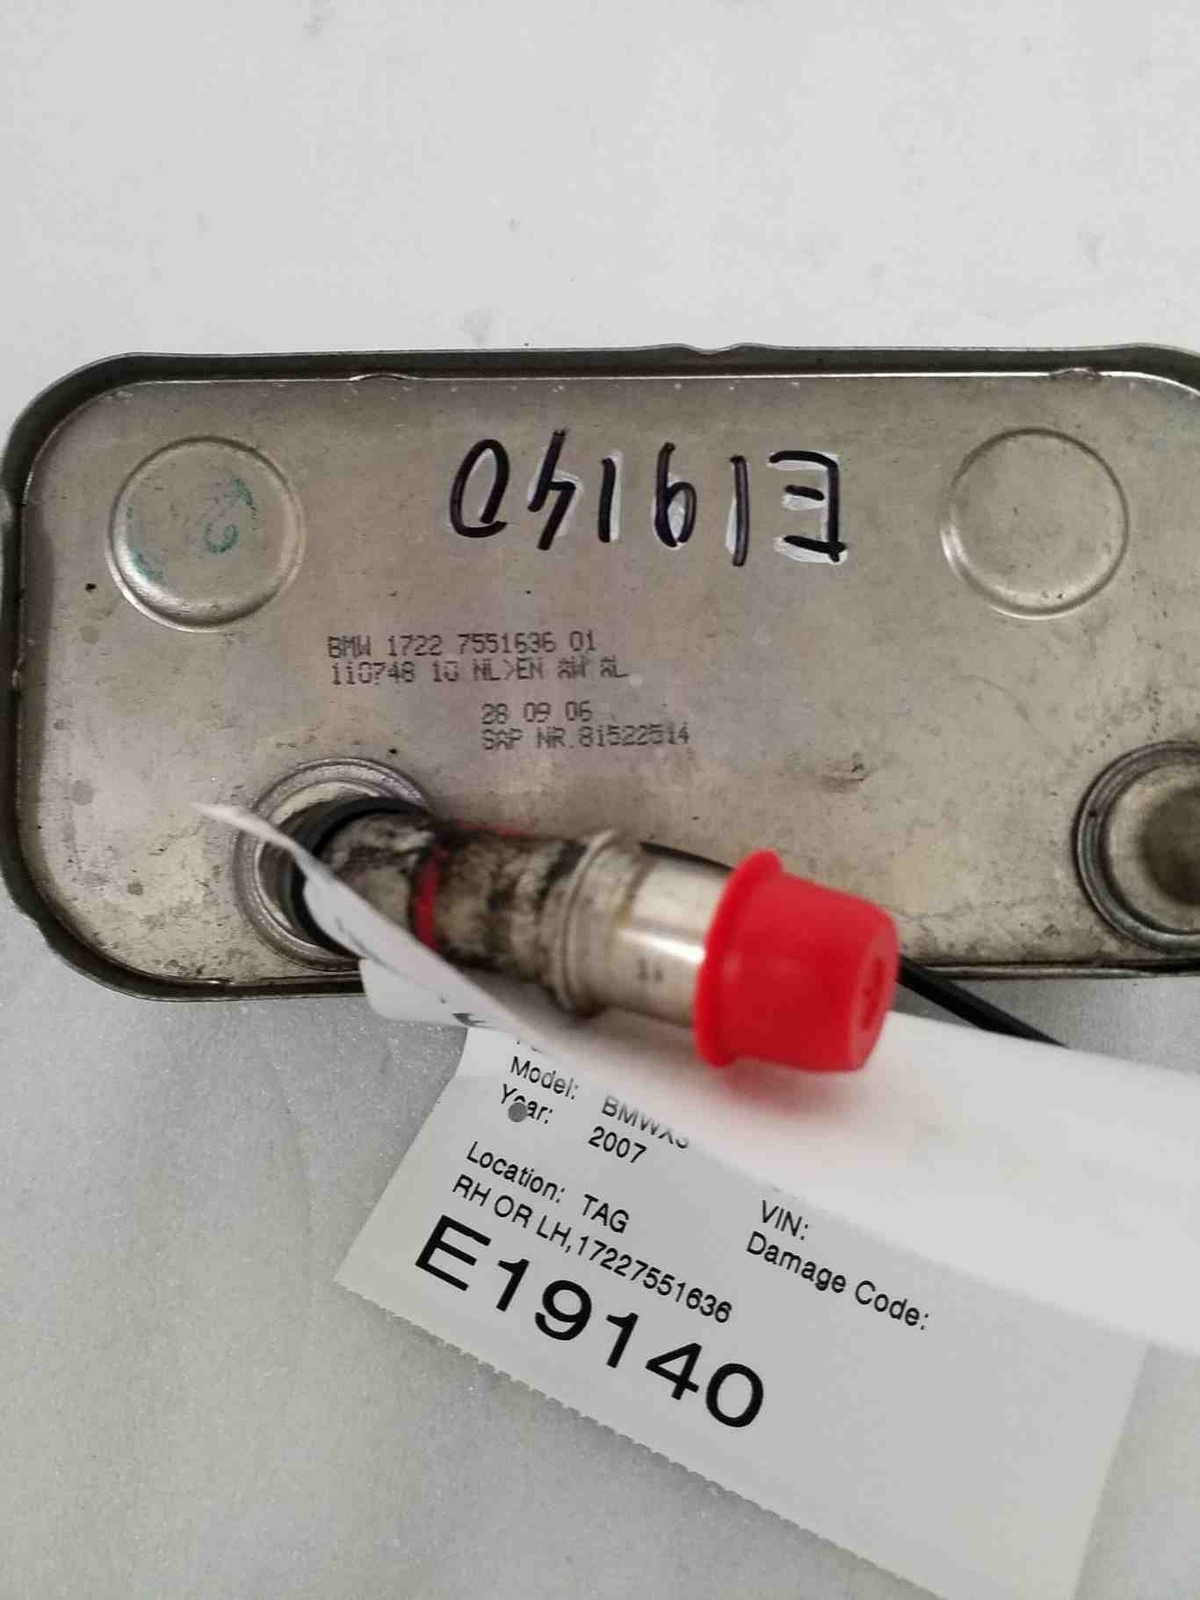 E19140
BMW 1722 7551636 01
110748 10 NL>EN AW AL
28 09 06
SAP NR.81522514
Model: BMWX3
Year: 2007
Location: TAG
VIN:
RH OR LH,17227551636
Damage Code:
E19140